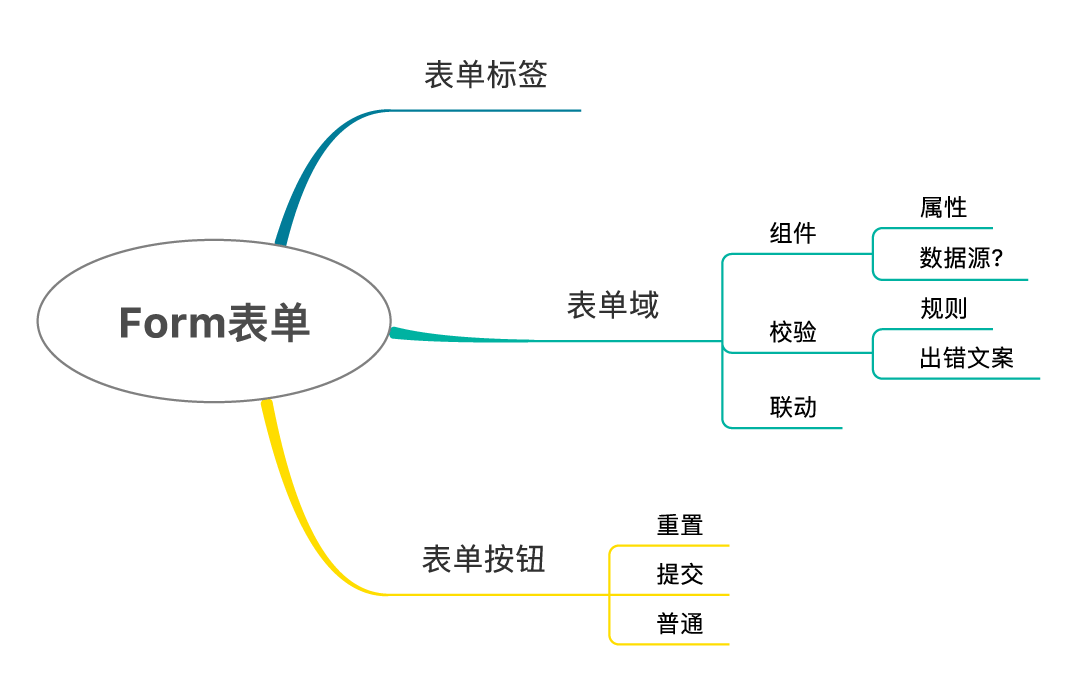 表单标签
属性
组件
数据源?
表单域
规则
Form表单
校验
出错文案
联动
重置
表单按钮
提交
普通